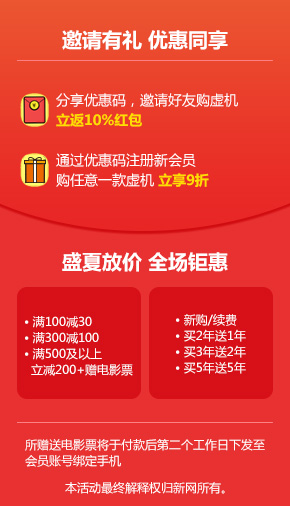 邀请有礼 优惠同享
分享优惠码，邀请好友购虚机
立返10%红包
通过优惠码注册新会员
购任意一款虚机 立享9折
盛夏放价 全场钜惠
• 满100减30
• 满300减100
• 满500及以上
立减200+赠电影票
• 新购/续费
• 买2年送1年
• 买3年送2年
• 买5年送5年
所赠送电影票将于付款后第二个工作日下发至
会员账号绑定手机
本活动最终解释权归新网所有。